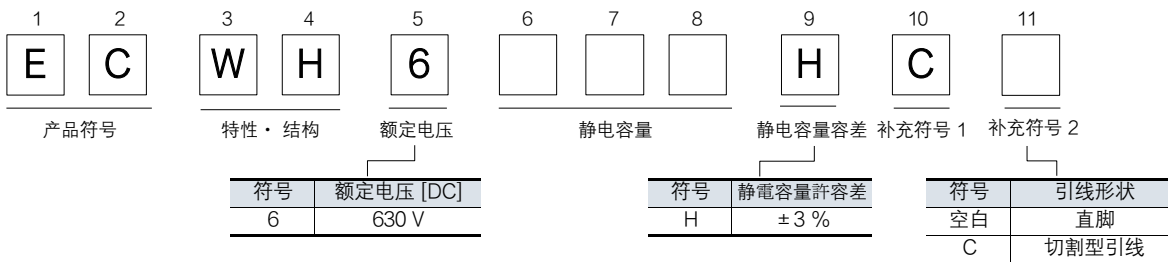 1 2 3 4 5 6 7 8 9 10 11
E C W H 6 H C
产品符号 特性・结构 额定电压 静电容量 静电容量容差 补充符号 1 补充符号 2
符号 额定电压 [DC] 符号 静電容量許容差 符号 引线形状
6 630 V H ±3 % 空白 直脚
C 切割型引线